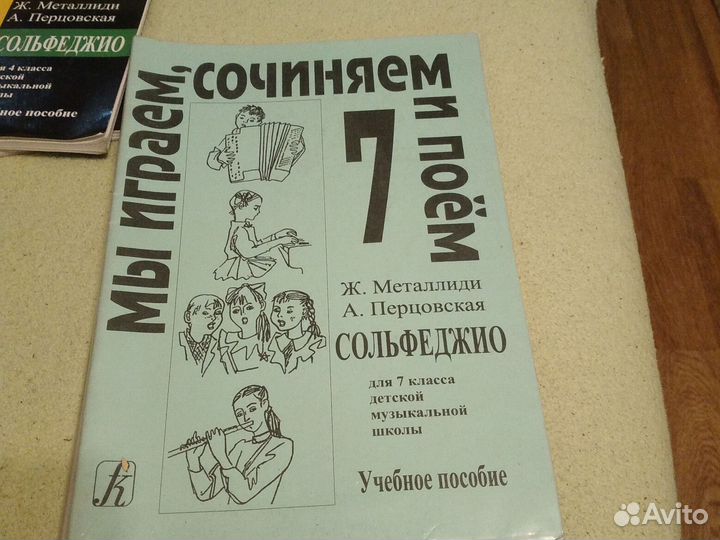 Ж. Металлиди
А. Перцовская
СОЛЬФЕДЖИО
для 4 класса
детской
музыкальной
школы
Учебное пособие
Мы играем,
сочиняем
и поём
7
Ж. Металлиди
А. Перцовская
СОЛЬФЕДЖИО
для 7 класса
детской
музыкальной
школы
Учебное пособие
k
Avito